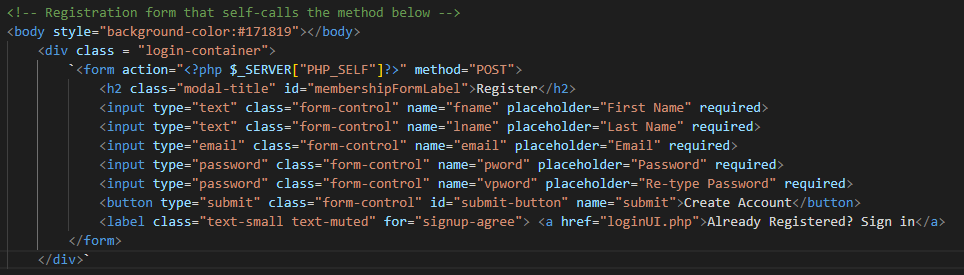 <!-- Registration form that self-calls the method below -->
<body style="background-color:#171819"></body>
<div class = "login-container">
`<form action="<?php $_SERVER["PHP_SELF"]?>" method="POST">
<h2 class="modal-title" id="membershipFormLabel">Register</h2>
<input type="text" class="form-control" name="fname" placeholder="First Name" required>
<input type="text" class="form-control" name="lname" placeholder="Last Name" required>
<input type="email" class="form-control" name="email" placeholder="Email" required>
<input type="password" class="form-control" name="pword" placeholder="Password" required>
<input type="password" class="form-control" name="vpword" placeholder="Re-type Password" required>
<button type="submit" class="form-control" id="submit-button" name="submit">Create Account</button>
<label class="text-small text-muted" for="signup-agree"> <a href="loginUI.php">Already Registered? Sign in</a>
</form>
</div>`